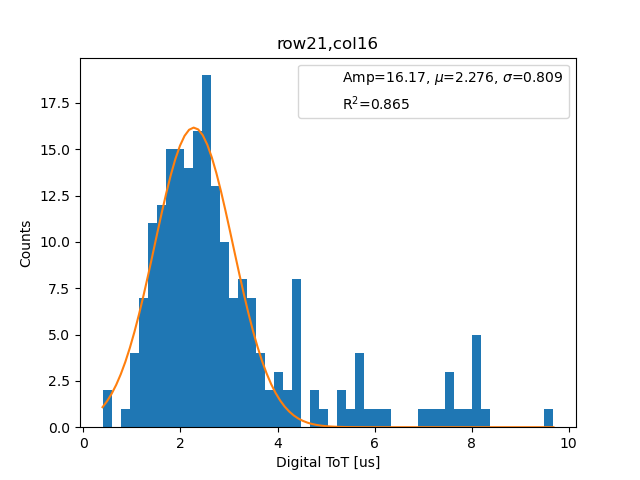 row21,col16
Amp=16.17, μ=2.276, σ=0.809
R²=0.865
17.5
15.0
12.5
10.0
7.5
5.0
2.5
0.0
Counts
0 2 4 6 8 10
Digital ToT [us]